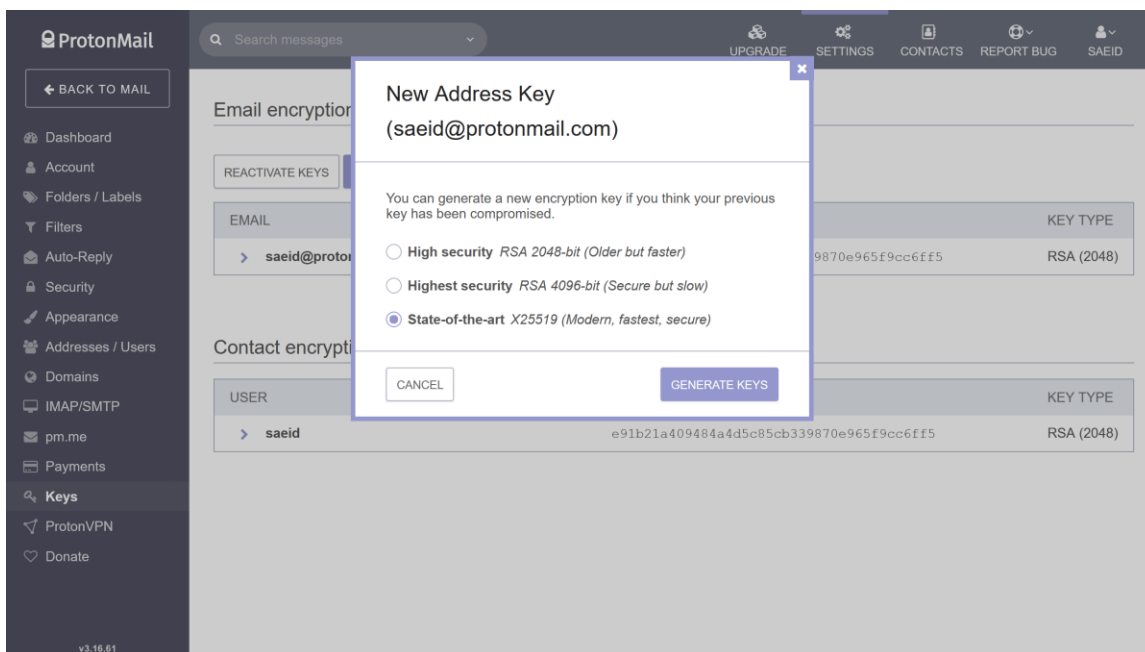 ProtonMail
Search messages
UPGRADE
SETTINGS
CONTACTS
REPORT BUG
SAEID
BACK TO MAIL
Dashboard
Account
Folders / Labels
Filters
Auto-Reply
Security
Appearance
Addresses / Users
Domains
IMAP/SMTP
pm.me
Payments
Keys
ProtonVPN
Donate
v3.16.61
Email encryption
REACTIVATE KEYS
EMAIL KEY TYPE
saeid@proton 9870e965f9cc6ff5 RSA (2048)
Contact encrypti
USER KEY TYPE
saeid e91b21a409484a4d5c85cb339870e965f9cc6ff5 RSA (2048)
New Address Key
(saeid@protonmail.com)
You can generate a new encryption key if you think your previous
key has been compromised.
High security RSA 2048-bit (Older but faster)
Highest security RSA 4096-bit (Secure but slow)
State-of-the-art X25519 (Modern, fastest, secure)
CANCEL GENERATE KEYS